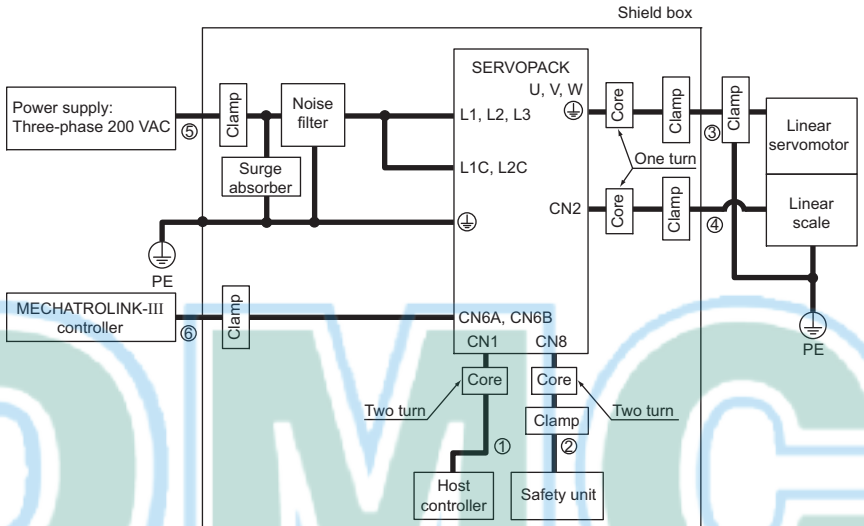 Shield box
SERVOPACK
U, V, W
Power supply:
Three-phase 200 VAC
⑤
Clamp
Noise
filter
L1, L2, L3
Core
Clamp
③
Clamp
Linear
servomotor
Surge
absorber
L1C, L2C
One turn
CN2
Core
Clamp
④
Linear
scale
PE
MECHATROLINK-III
controller
⑥
Clamp
CN6A, CN6B
PE
CN1
CN8
Core
Core
Two turn
Two turn
Clamp
①
②
Host
controller
Safety unit
DMC